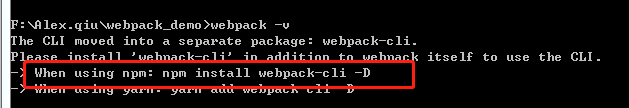 F:\Alex.qiu\webpack_demo>webpack -v
The CLI moved into a separate package: webpack-cli.
Please install 'webpack-cli' in addition to webpack itself to use the CLI.
-> When using npm: npm install webpack-cli -D
-> When using yarn: yarn add webpack-cli -D